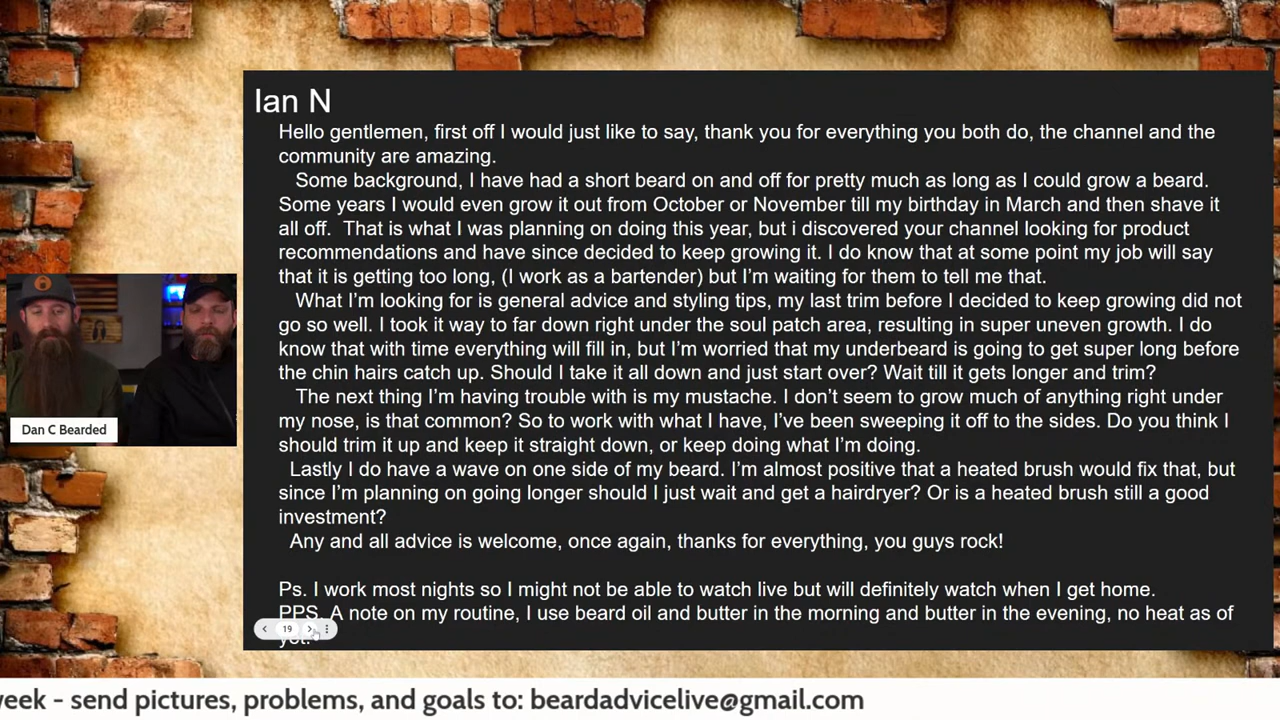 Ian N
Hello gentlemen, first off I would just like to say, thank you for everything you both do, the channel and the
community are amazing.
Some background, I have had a short beard on and off for pretty much as long as I could grow a beard.
Some years I would even grow it out from October or November till my birthday in March and then shave it
all off.  That is what I was planning on doing this year, but i discovered your channel looking for product
recommendations and have since decided to keep growing it. I do know that at some point my job will say
that it is getting too long, (I work as a bartender) but I'm waiting for them to tell me that.
What I'm looking for is general advice and styling tips, my last trim before I decided to keep growing did not
go so well. I took it way to far down right under the soul patch area, resulting in super uneven growth. I do
know that with time everything will fill in, but I'm worried that my underbeard is going to get super long before
the chin hairs catch up. Should I take it all down and just start over? Wait till it gets longer and trim?
The next thing I'm having trouble with is my mustache. I don't seem to grow much of anything right under
my nose, is that common? So to work with what I have, I've been sweeping it off to the sides. Do you think I
should trim it up and keep it straight down, or keep doing what I'm doing.
Lastly I do have a wave on one side of my beard. I'm almost positive that a heated brush would fix that, but
since I'm planning on going longer should I just wait and get a hairdryer? Or is a heated brush still a good
investment?
Any and all advice is welcome, once again, thanks for everything, you guys rock!
Ps. I work most nights so I might not be able to watch live but will definitely watch when I get home.
PPS. A note on my routine, I use beard oil and butter in the morning and butter in the evening, no heat as of
yet.
19
Dan C Bearded
week - send pictures, problems, and goals to: beardadvicelive@gmail.com